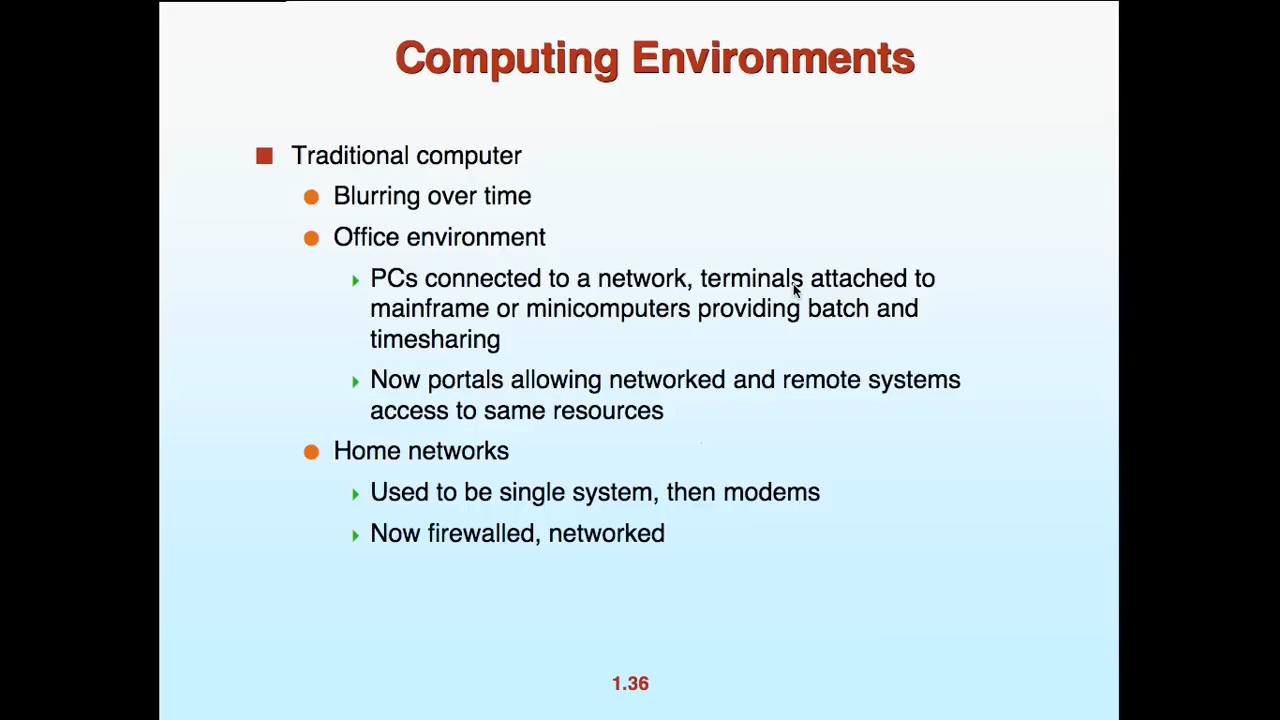 Computing Environments
Traditional computer
Blurring over time
Office environment
PCs connected to a network, terminals attached to
mainframe or minicomputers providing batch and
timesharing
Now portals allowing networked and remote systems
access to same resources
Home networks
Used to be single system, then modems
Now firewalled, networked
1.36